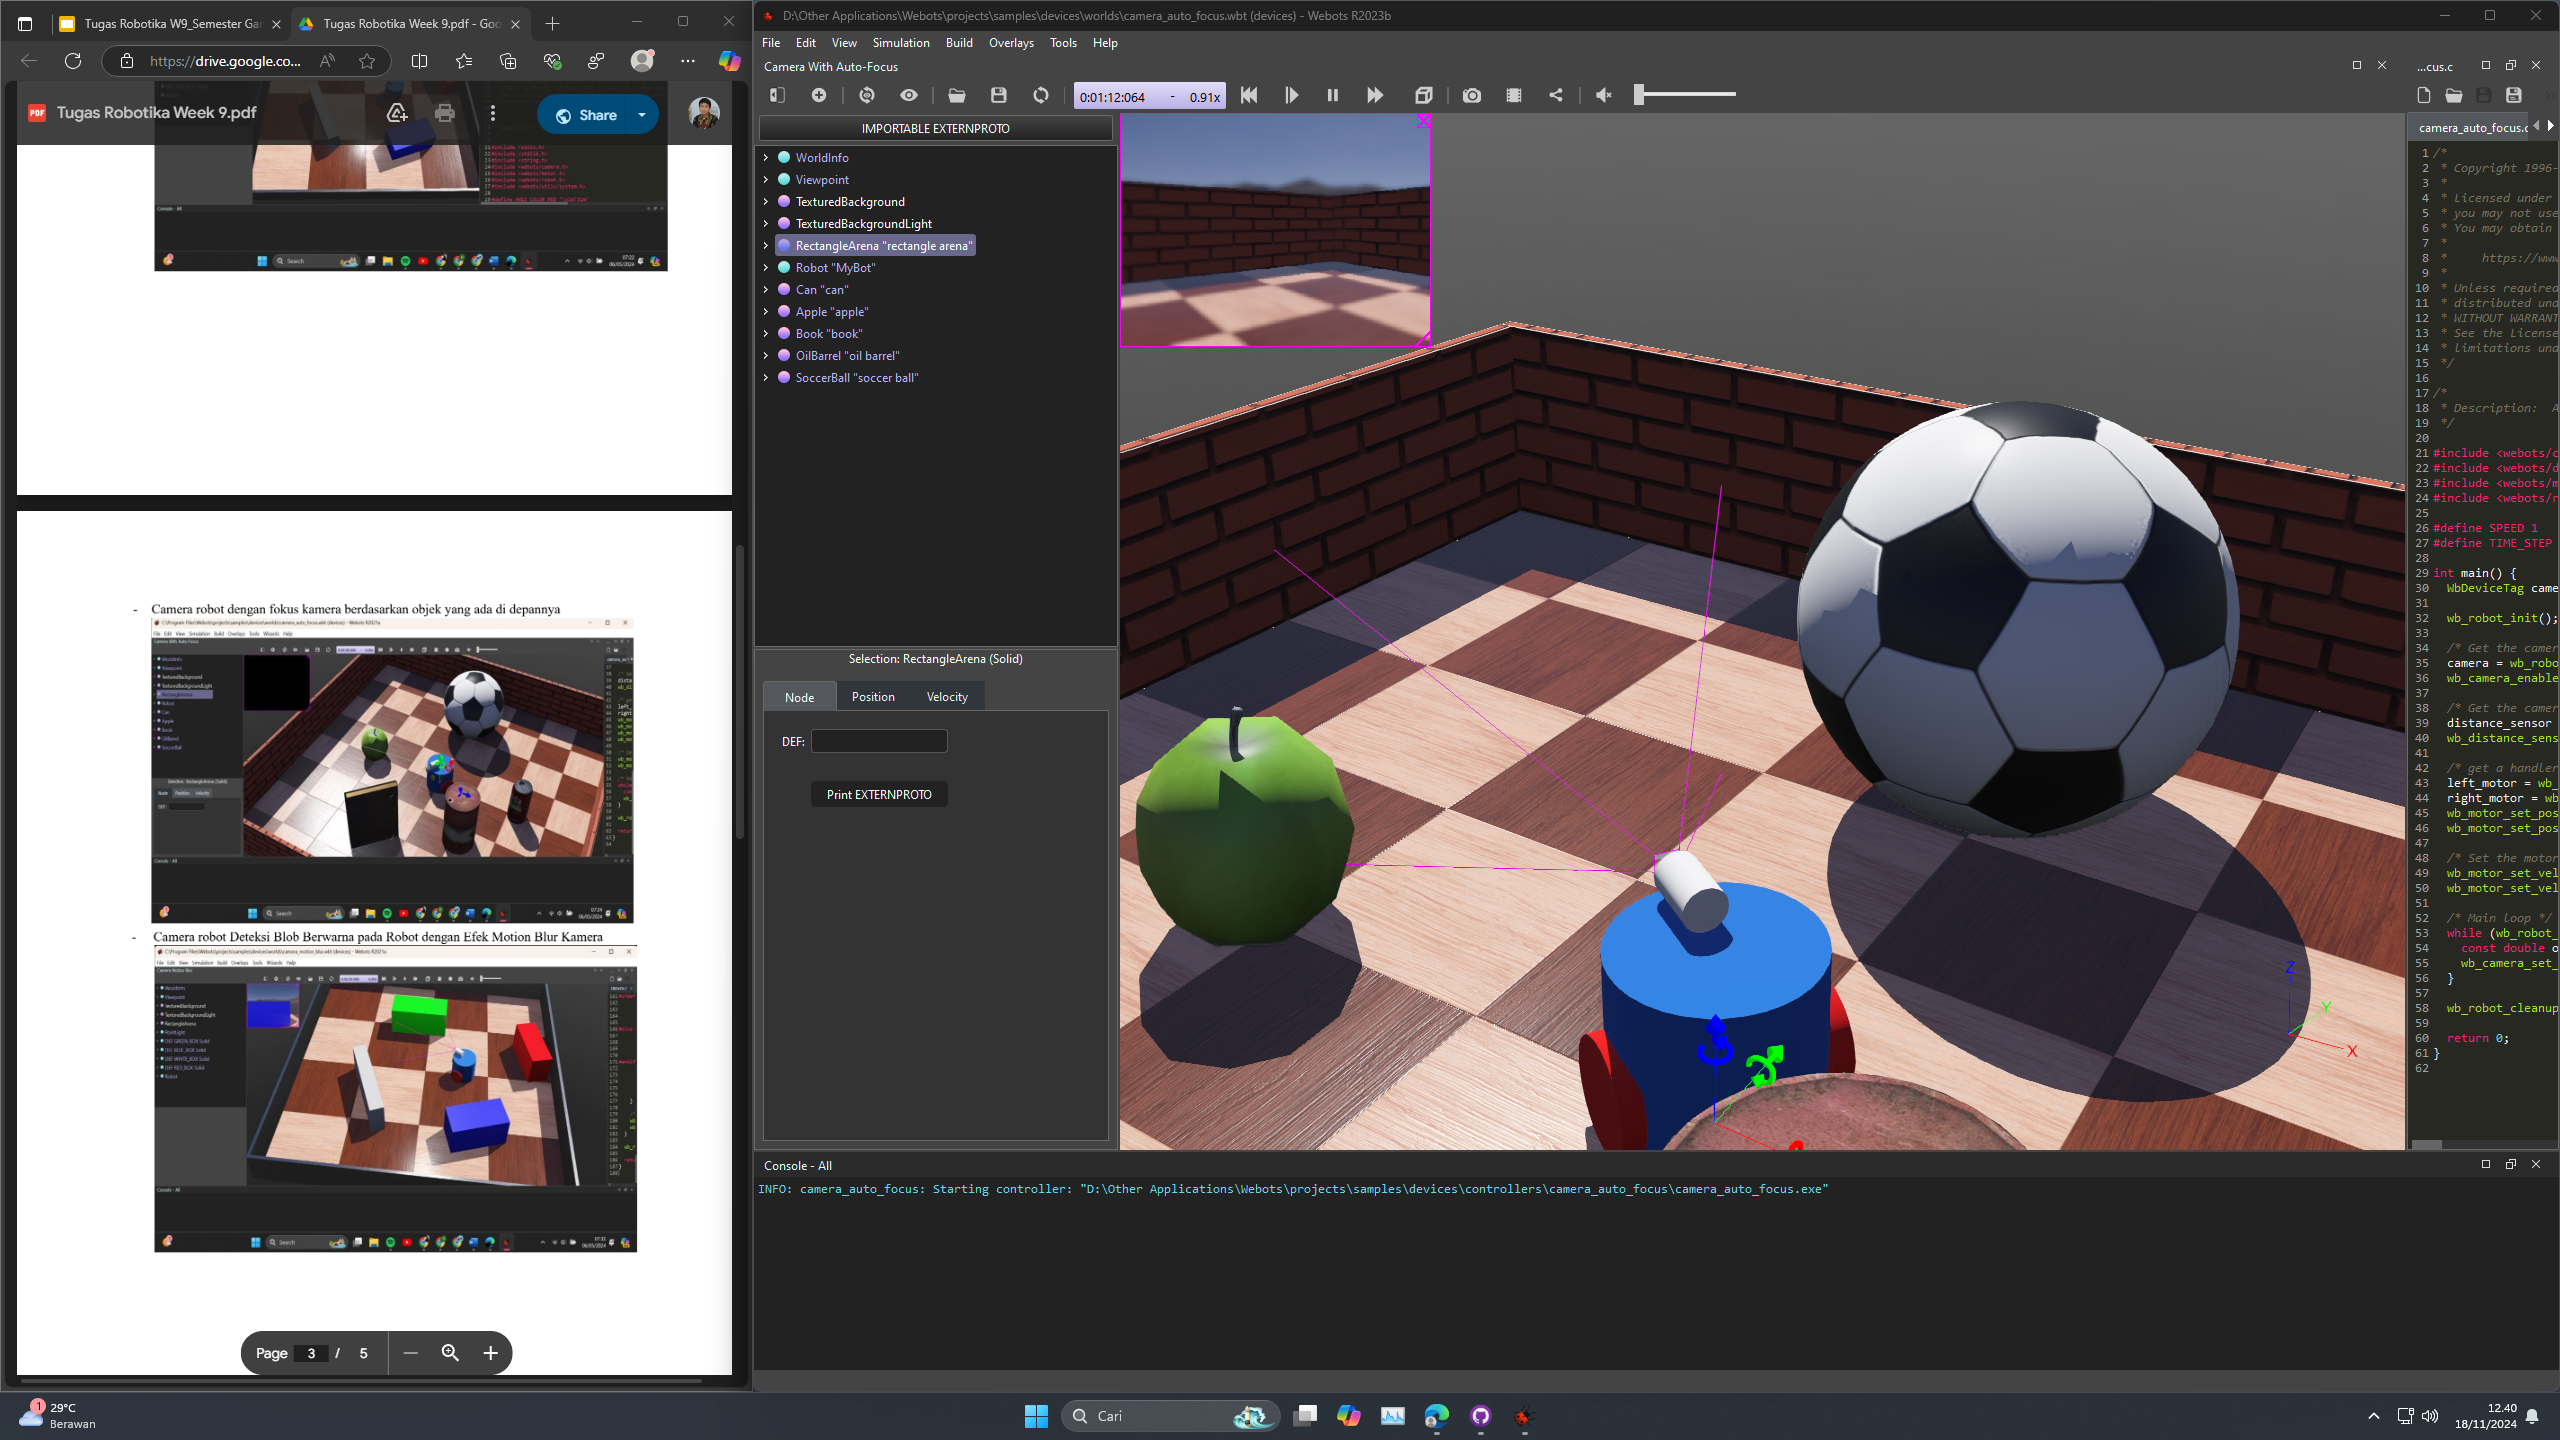 Tugas Robotika W9_Semester Ga
Tugas Robotika Week 9.pdf - Goo
https://drive.google.co...
PDF
Tugas Robotika Week 9.pdf
Share
- Camera robot dengan fokus kamera berdasarkan objek yang ada di depannya
- Camera robot Deteksi Blob Berwarna pada Robot dengan Efek Motion Blur Kamera
Page 3 / 5
D:\Other Applications\Webots\projects\samples\devices\worlds\camera_auto_focus.wbt (devices) - Webots R2023b
File Edit View Simulation Build Overlays Tools Help
Camera With Auto-Focus
0:01:12:064 - 0.91x
IMPORTABLE EXTERNPROTO
WorldInfo
Viewpoint
TexturedBackground
TexturedBackgroundLight
RectangleArena "rectangle arena"
Robot "MyBot"
Can "can"
Apple "apple"
Book "book"
OilBarrel "oil barrel"
SoccerBall "soccer ball"
Selection: RectangleArena (Solid)
Node Position Velocity
DEF:
Print EXTERNPROTO
Z
Y
X
...cus.c
camera_auto_focus.c
1 /*
2 * Copyright 1996-
3 *
4 * Licensed under
5 * you may not use
6 * You may obtain
7 *
8 * https://www
9 *
10 * Unless required
11 * distributed und
12 * WITHOUT WARRANT
13 * See the License
14 * limitations und
15 */
16
17 /*
18 * Description: A
19 */
20
21 #include <webots/c
22 #include <webots/d
23 #include <webots/m
24 #include <webots/r
25
26 #define SPEED 1
27 #define TIME_STEP
28
29 int main() {
30 WbDeviceTag came
31
32 wb_robot_init();
33
34 /* Get the camer
35 camera = wb_robo
36 wb_camera_enable
37
38 /* Get the camer
39 distance_sensor
40 wb_distance_sens
41
42 /* get a handler
43 left_motor = wb_
44 right_motor = wb
45 wb_motor_set_pos
46 wb_motor_set_pos
47
48 /* Set the motor
49 wb_motor_set_vel
50 wb_motor_set_vel
51
52 /* Main loop */
53 while (wb_robot_
54 const double o
55 wb_camera_set_
56 }
57
58 wb_robot_cleanup
59
60 return 0;
61 }
62
Console - All
INFO: camera_auto_focus: Starting controller: "D:\Other Applications\Webots\projects\samples\devices\controllers\camera_auto_focus\camera_auto_focus.exe"
1
29°C
Berawan
Cari
12.40
18/11/2024